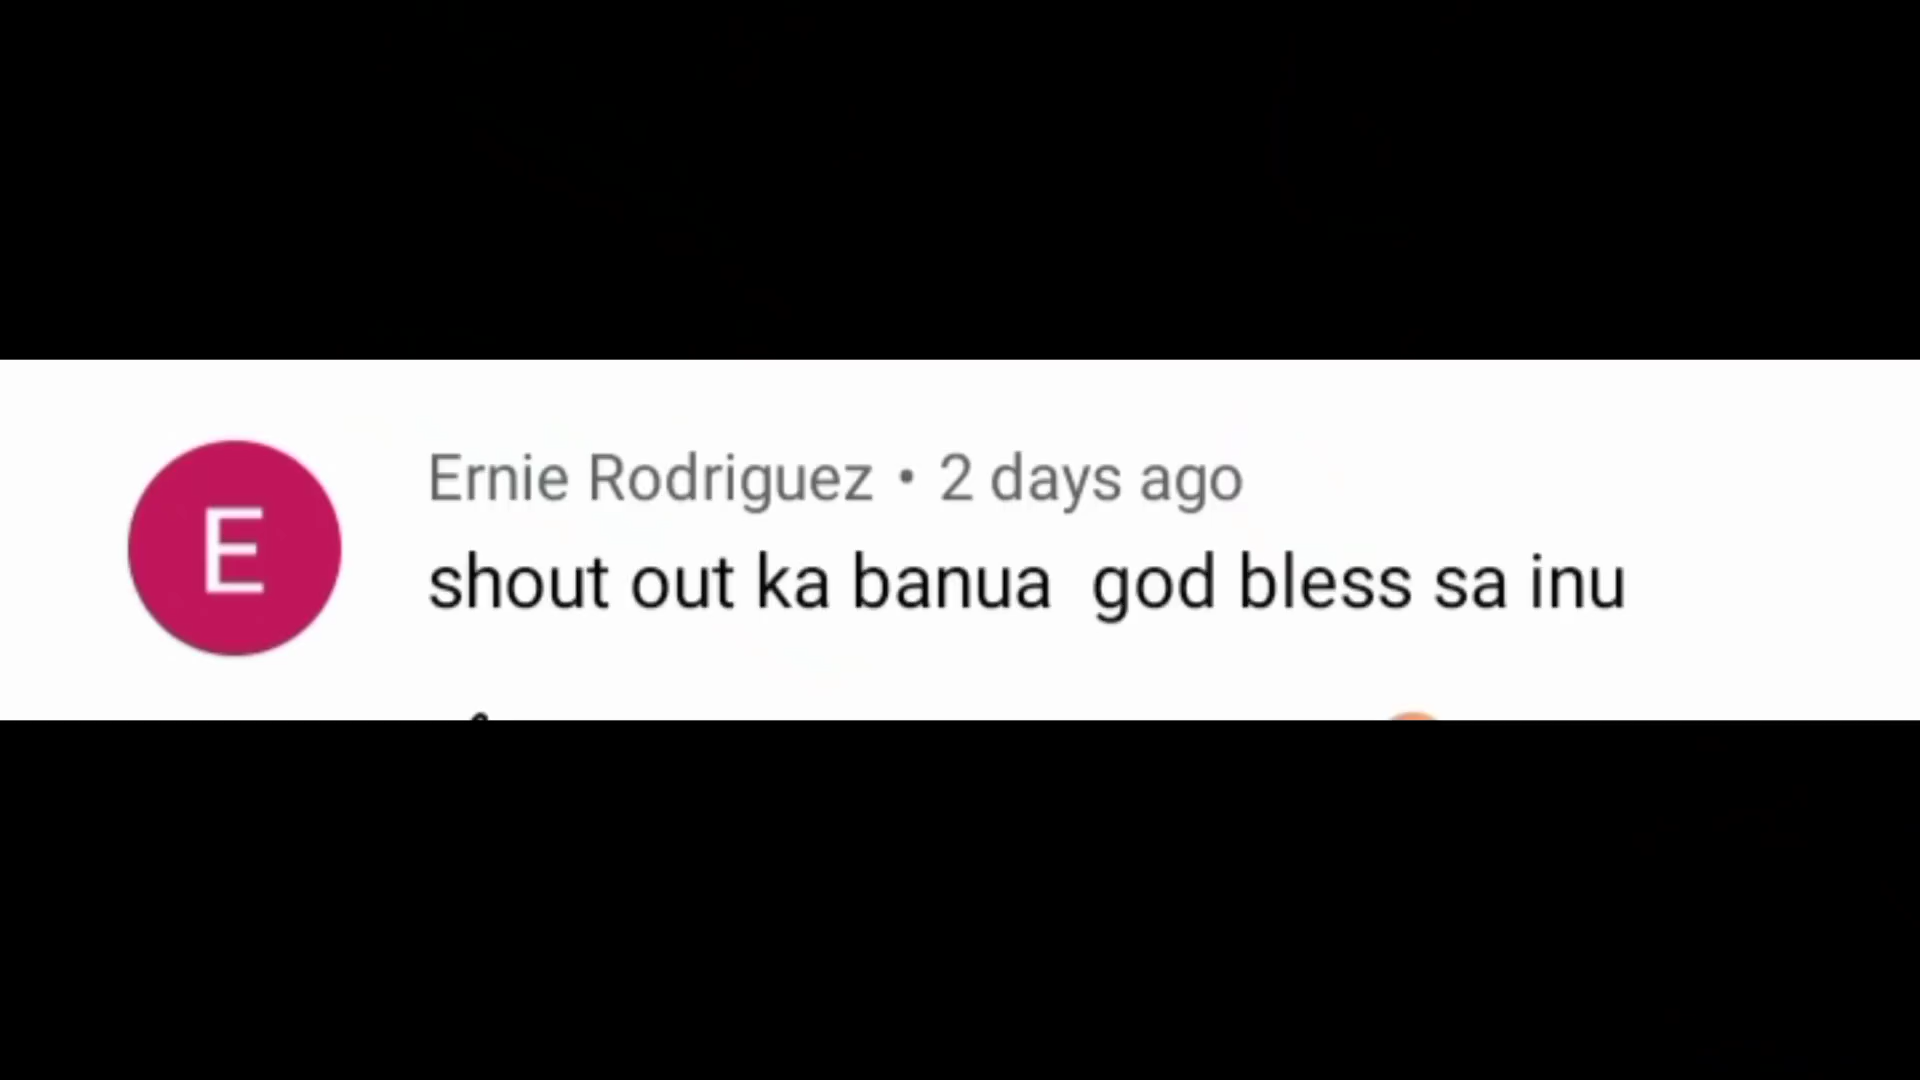 E
Ernie Rodriguez • 2 days ago
shout out ka banua  god bless sa inu